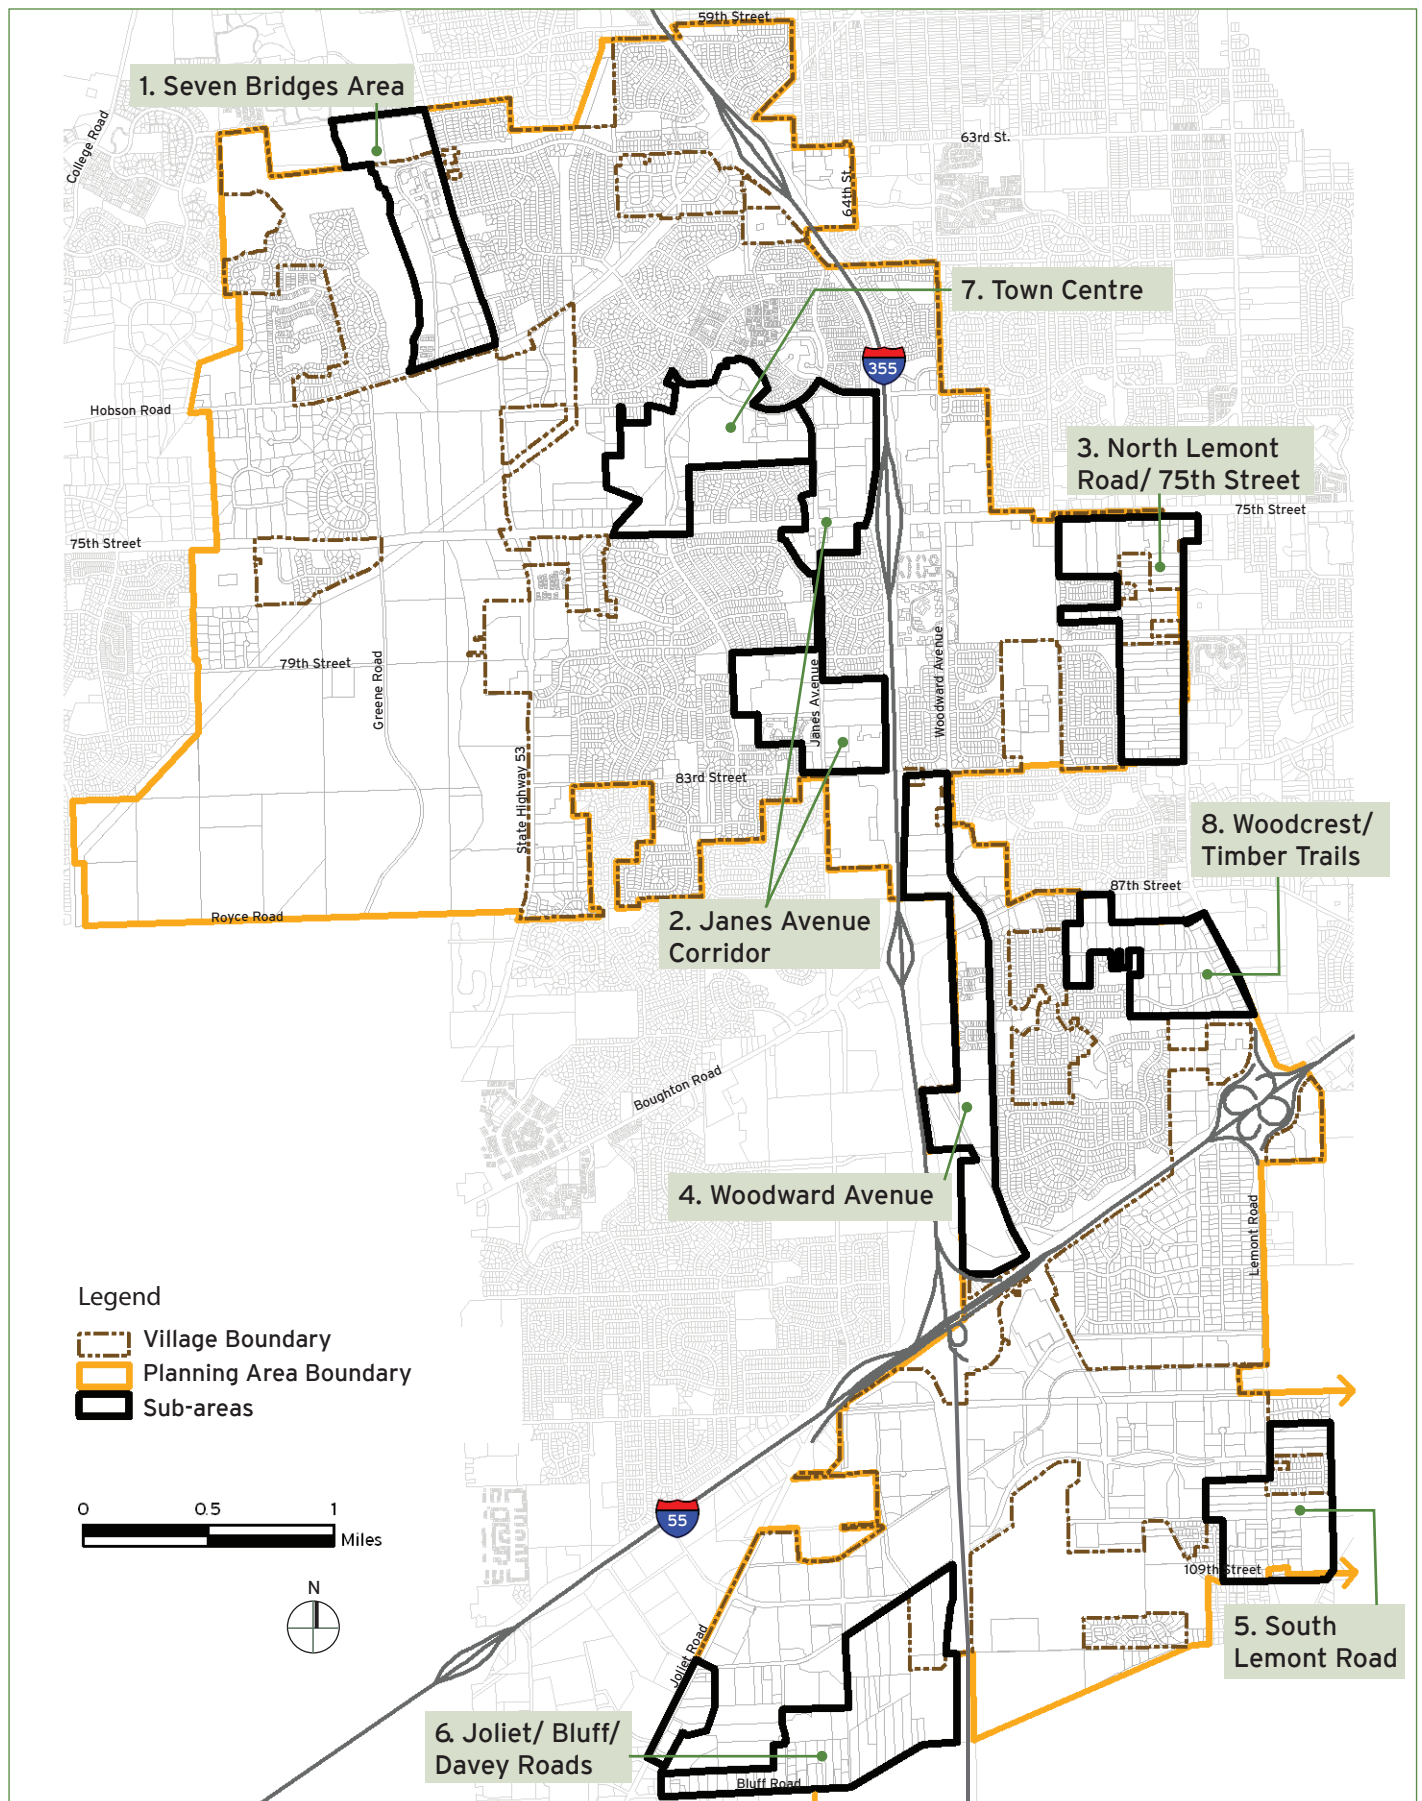 59th Street
1. Seven Bridges Area
College Road
63rd St.
64th St.
7. Town Centre
355
Hobson Road
3. North Lemont
Road/ 75th Street
75th Street
75th Street
79th Street
Greene Road
Woodward Avenue
Janes Avenue
State Highway 53
83rd Street
8. Woodcrest/
Timber Trails
87th Street
Royce Road
2. Janes Avenue
Corridor
Boughton Road
4. Woodward Avenue
Lemont Road
Legend
Village Boundary
Planning Area Boundary
Sub-areas
0 0.5 1
Miles
N
55
109th Street
5. South
Lemont Road
Joliet Road
6. Joliet/ Bluff/
Davey Roads
Bluff Road